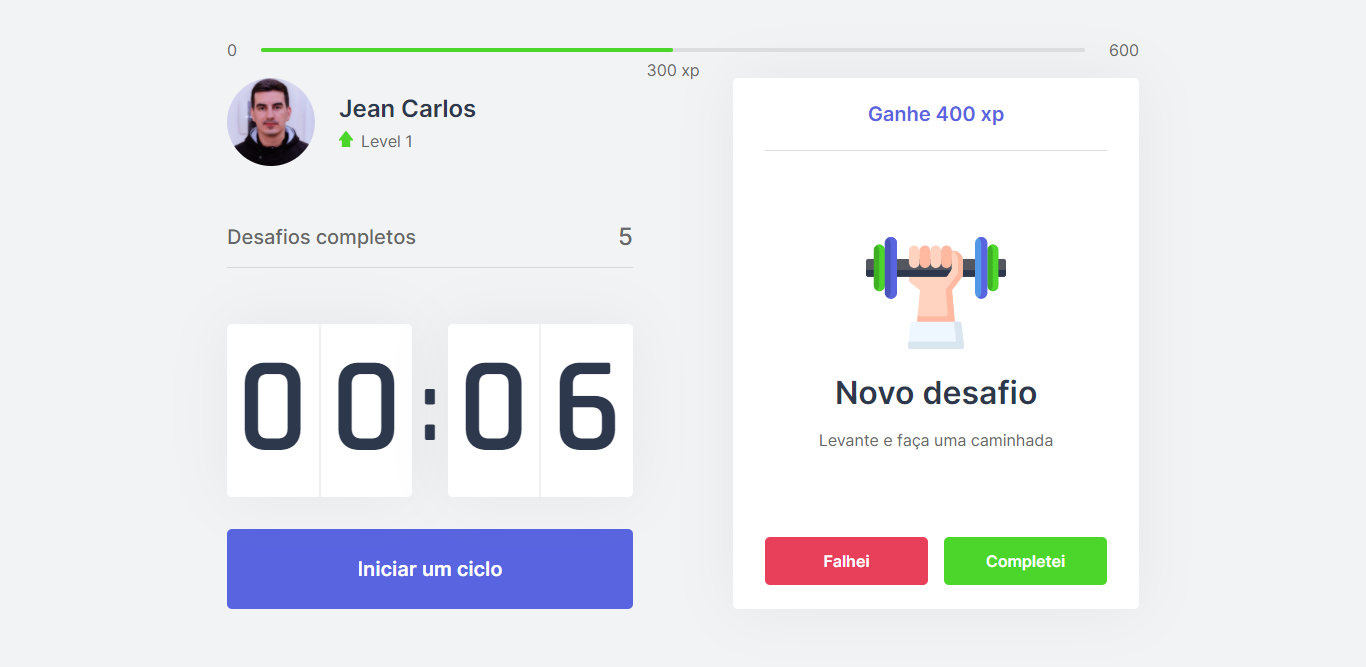 0
600
300 xp
Jean Carlos
Level 1
Desafios completos
5
00:06
Iniciar um ciclo
Ganhe 400 xp
Novo desafio
Levante e faça uma caminhada
Falhei
Completei